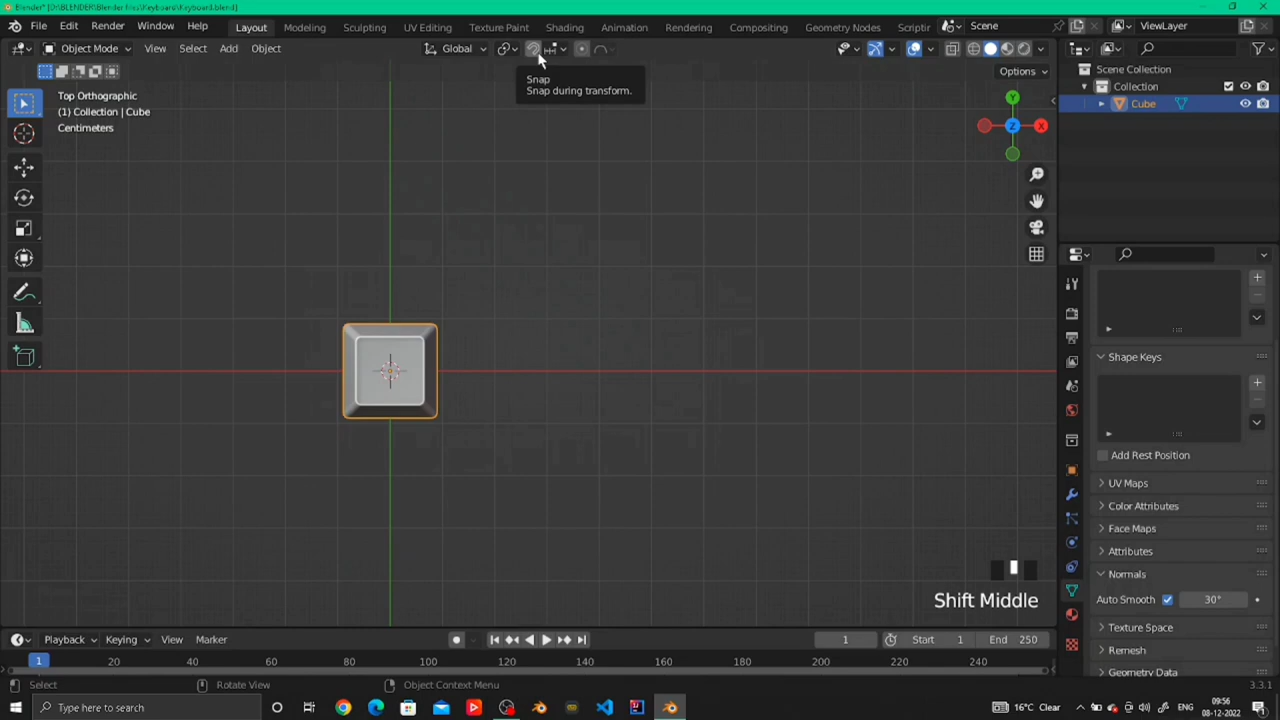 Blender* [D:\BLENDER\Blender files\Keyboard\Keyboard.blend]
File Edit Render Window Help Layout Modeling Sculpting UV Editing Texture Paint Shading Animation Rendering Compositing Geometry Nodes Scriptir Scene ViewLayer
Object Mode View Select Add Object Global
Options
Snap
Snap during transform.
Top Orthographic
(1) Collection | Cube
Centimeters
Y
Z
X
Scene Collection
Collection
Cube
Shape Keys
Add Rest Position
UV Maps
Color Attributes
Face Maps
Attributes
Normals
Auto Smooth 30°
Texture Space
Remesh
Geometry Data
Shift Middle
Playback Keying View Marker 1 Start 1 End 250
1 20 40 60 80 100 120 140 160 180 200 220 240
Select Rotate View Object Context Menu 3.3.1
Type here to search 16°C Clear ENG 09:56
08-12-2022